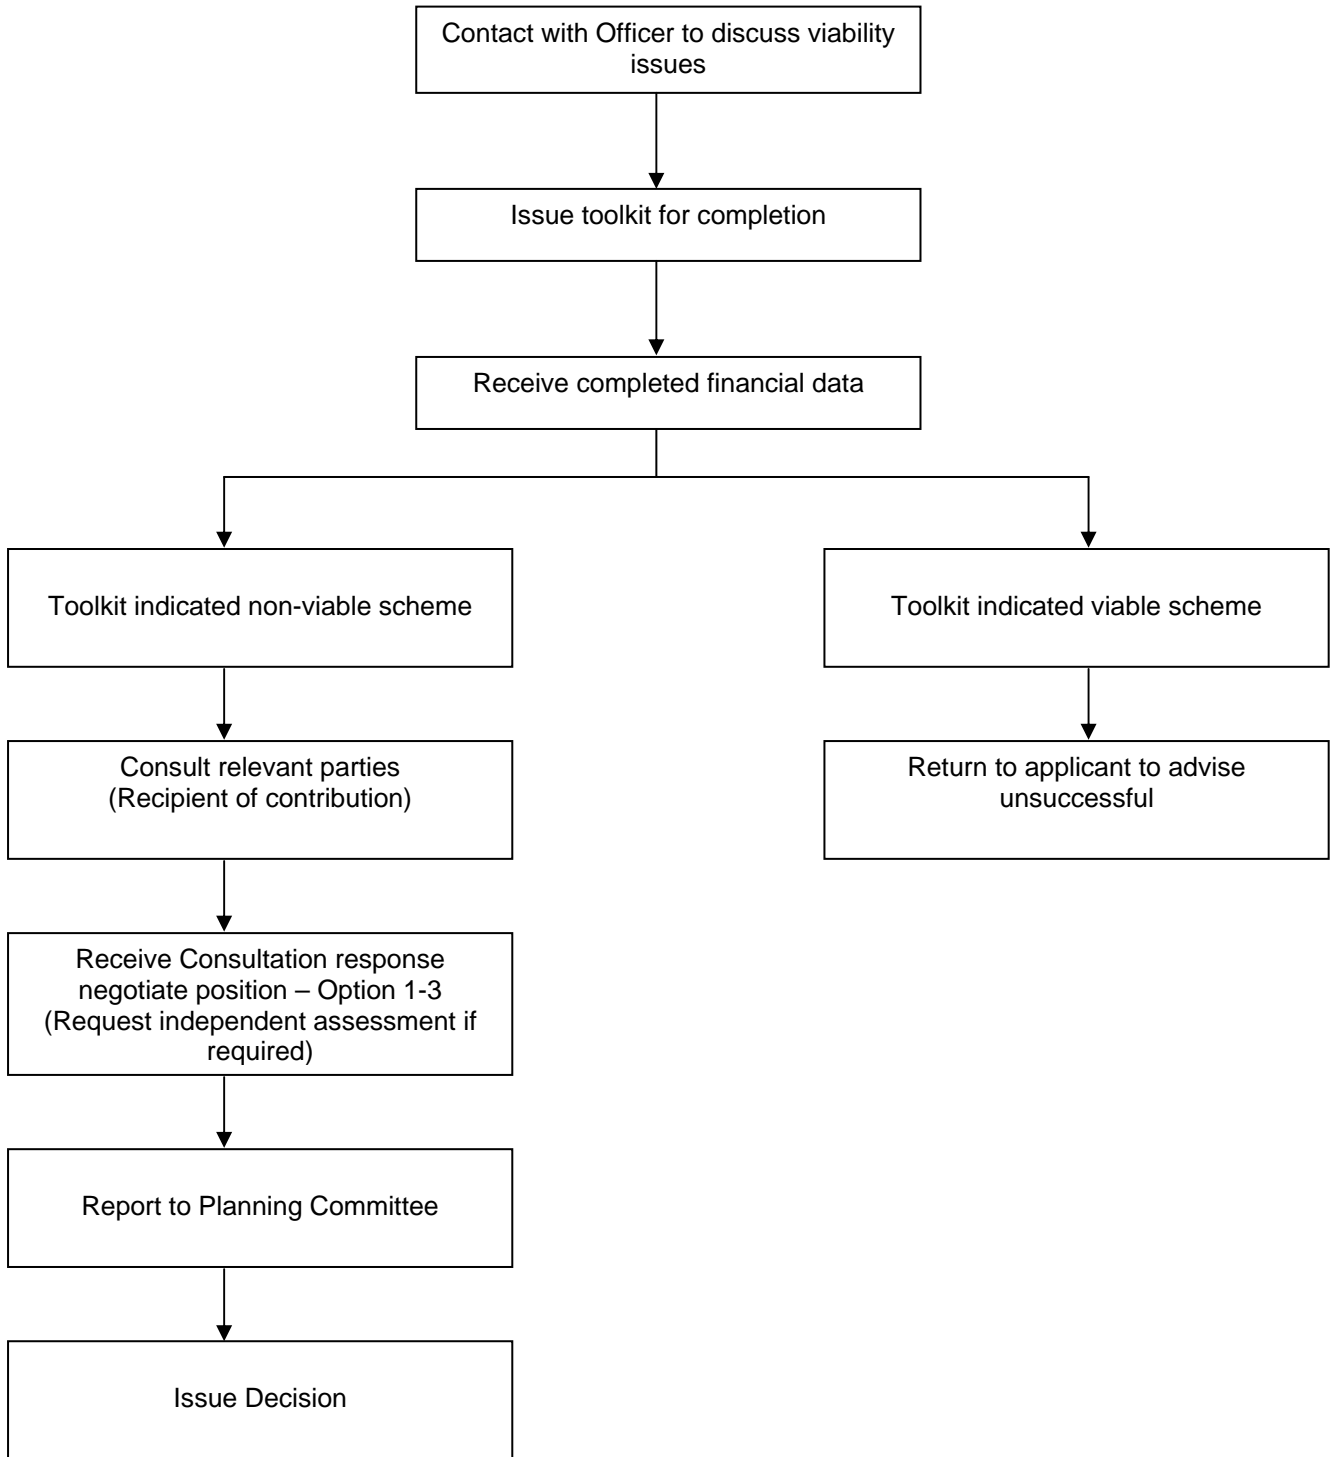 Contact with Officer to discuss viability
issues
Issue toolkit for completion
Receive completed financial data
Toolkit indicated non-viable scheme
Toolkit indicated viable scheme
Consult relevant parties
(Recipient of contribution)
Return to applicant to advise
unsuccessful
Receive Consultation response
negotiate position – Option 1-3
(Request independent assessment if
required)
Report to Planning Committee
Issue Decision